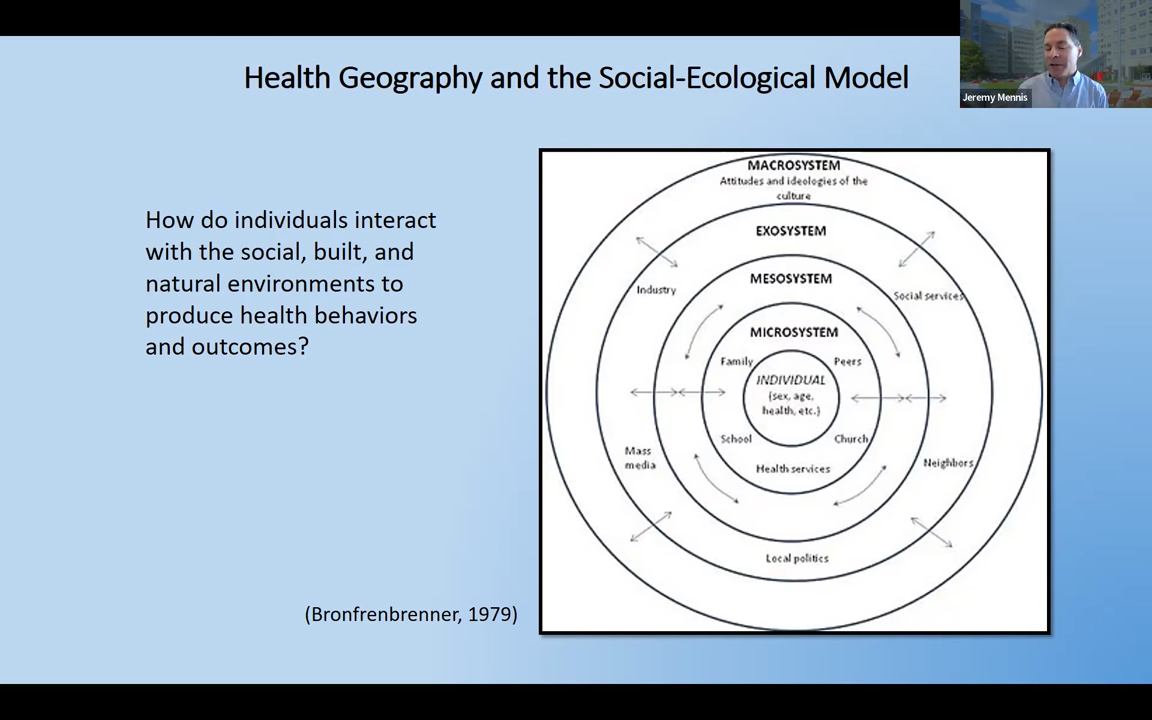 Health Geography and the Social-Ecological Model
Jeremy Mennis
How do individuals interact
with the social, built, and
natural environments to
produce health behaviors
and outcomes?
(Bronfrenbrenner, 1979)
MACROSYSTEM
Attitudes and ideologies of the
culture
EXOSYSTEM
MESOSYSTEM
Industry
Social services
MICROSYSTEM
Family
Peers
INDIVIDUAL
(sex, age,
health, etc.)
School
Church
Mass
media
Neighbors
Health services
Local politics